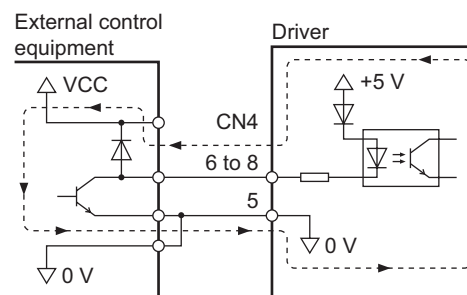 External control
equipment
Driver
VCC
CN4
+5 V
6 to 8
5
0 V
0 V